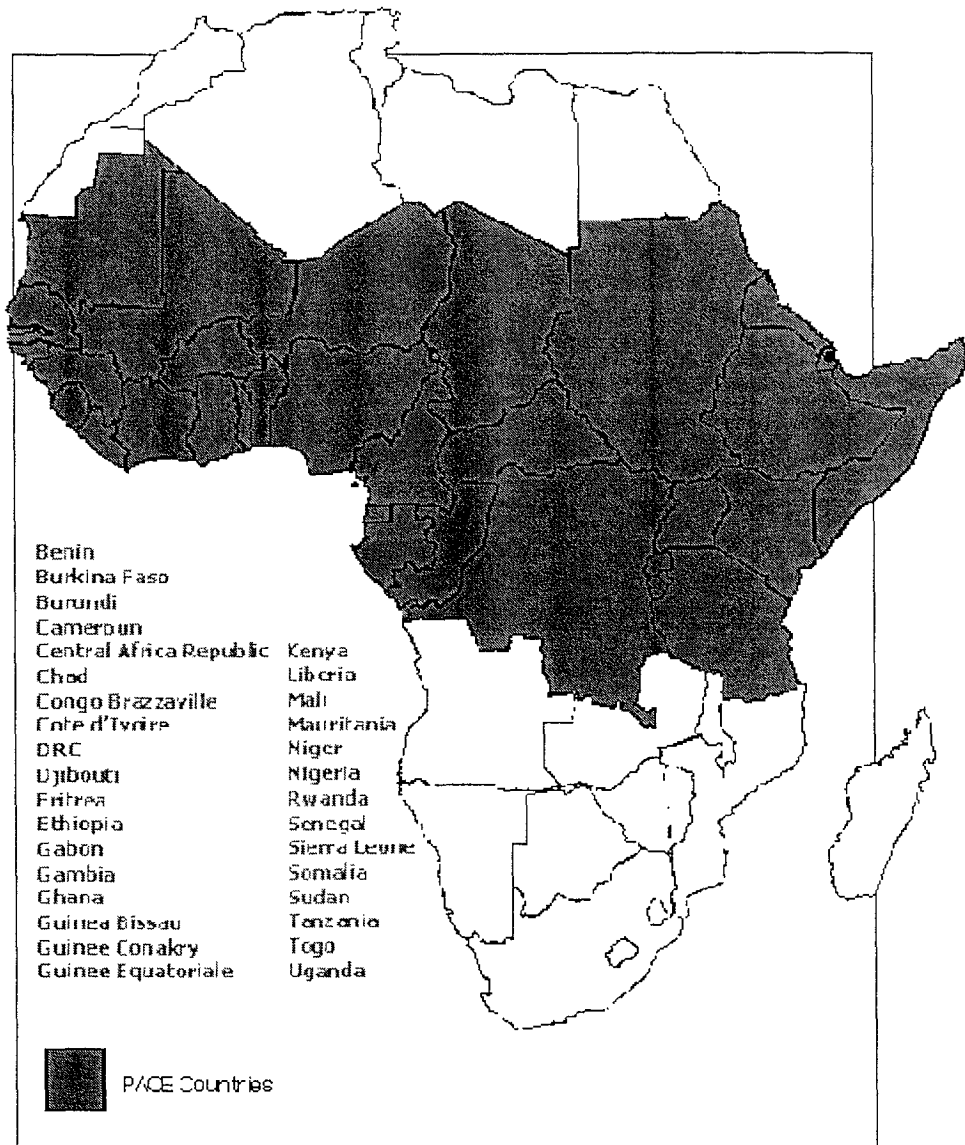 Benin
Burkina Faso
Burundi
Cameroun
Central Africa Republic
Chad
Congo Brazzaville
Cote d'Ivoire
DRC
Djibouti
Eritrea
Ethiopia
Gabon
Gambia
Ghana
Guinea Bissau
Guinee Conakry
Guinee Equatoriale
Kenya
Liberia
Mali
Mauritania
Niger
Nigeria
Rwanda
Senegal
Sierra Leone
Somalia
Sudan
Tanzania
Togo
Uganda
PACE Countries